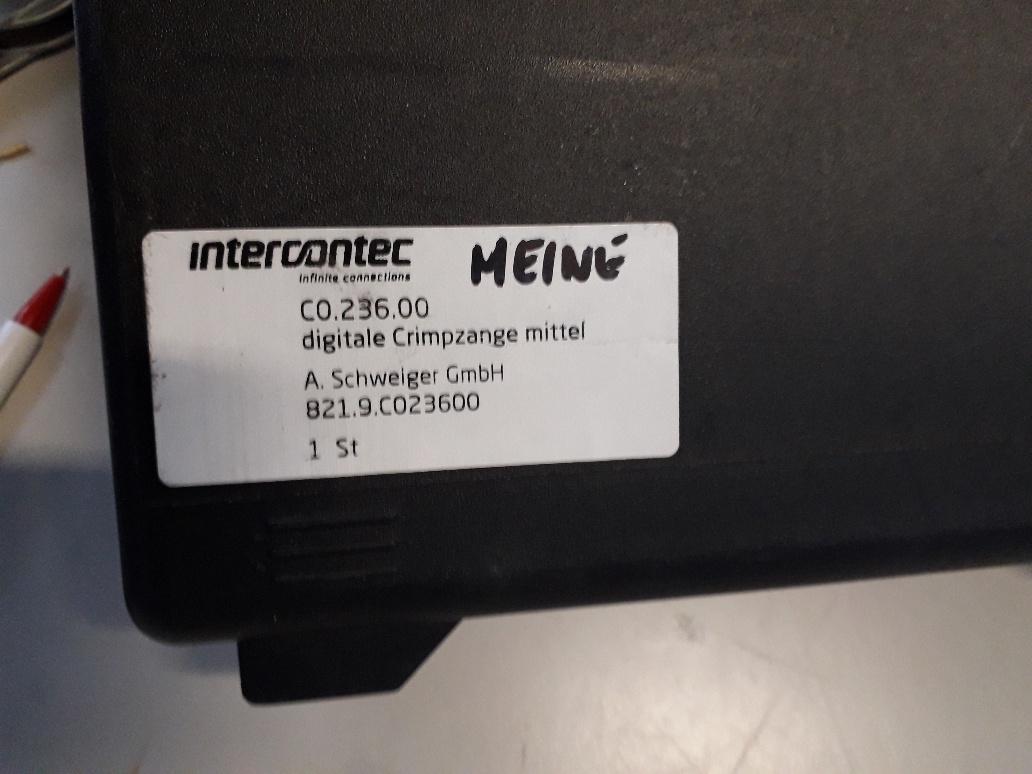 intercontec MEINE
infinite connections
C0.236.00
digitale Crimpzange mittel
A. Schweiger GmbH
821.9.C023600
1 St